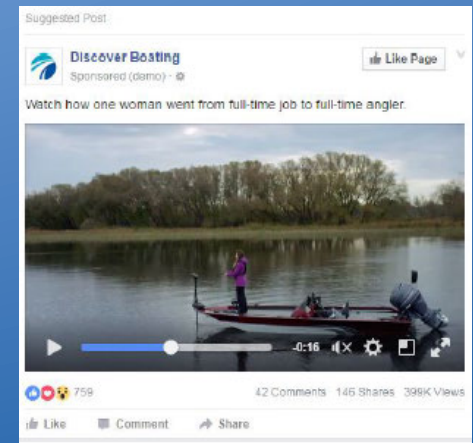 Suggested Post
Discover Boating
Sponsored (demo) ·
Like Page
Watch how one woman went from full-time job to full-time angler.
-0:16
759
42 Comments 146 Shares 399K Views
Like Comment Share